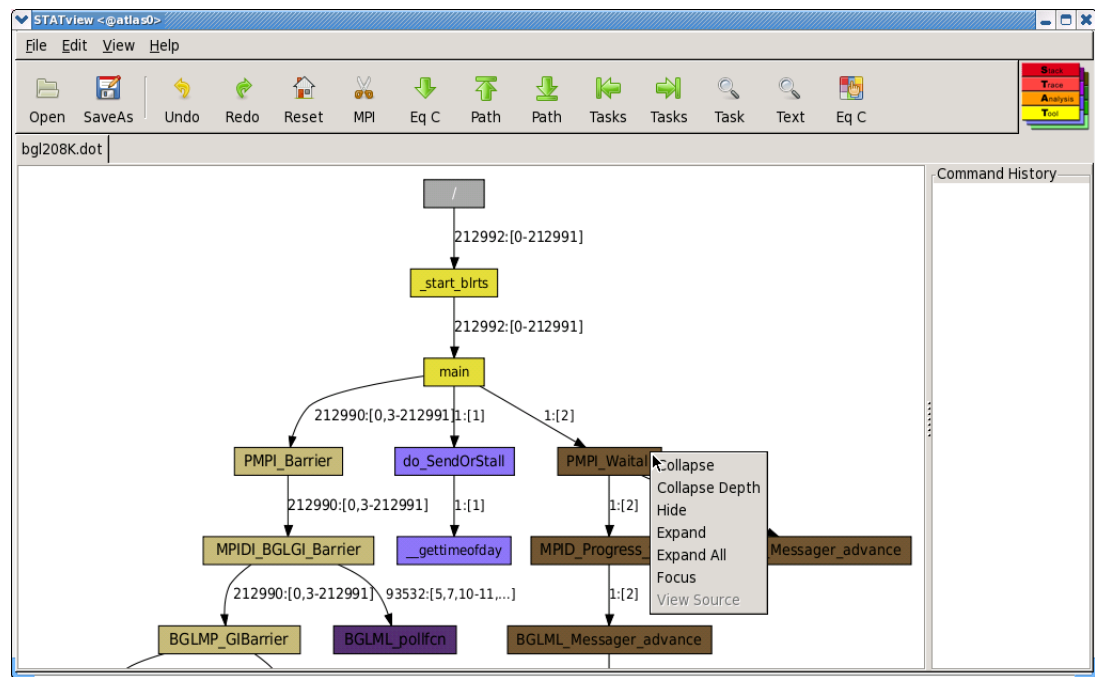 STATview <@atlas0>
File Edit View Help
Open SaveAs Undo Redo Reset MPI Eq C Path Path Tasks Tasks Task Text Eq C
Stack
Trace
Analysis
Tool
bgl208K.dot
Command History
/
212992:[0-212991]
_start_blrts
212992:[0-212991]
main
212990:[0,3-212991] 1:[1] 1:[2]
PMPI_Barrier do_SendOrStall PMPI_Waital
Collapse
Collapse Depth
Hide
Expand
Expand All
Focus
View Source
212990:[0,3-212991] 1:[1] 1:[2]
MPIDI_BGLGI_Barrier __gettimeofday MPID_Progress_ _Messager_advance
212990:[0,3-212991] 93532:[5,7,10-11,...] 1:[2]
BGLMP_GIBarrier BGLML_pollfcn BGLML_Messager_advance